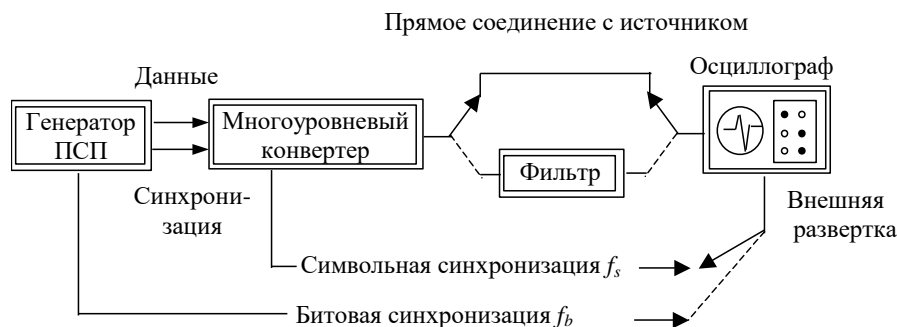 Прямое соединение с источником
Данные
Осциллограф
Генератор
ПСП
Многоуровневый
конвертер
Фильтр
Синхрони-
зация
Внешняя
развертка
Символьная синхронизация fs
Битовая синхронизация fb